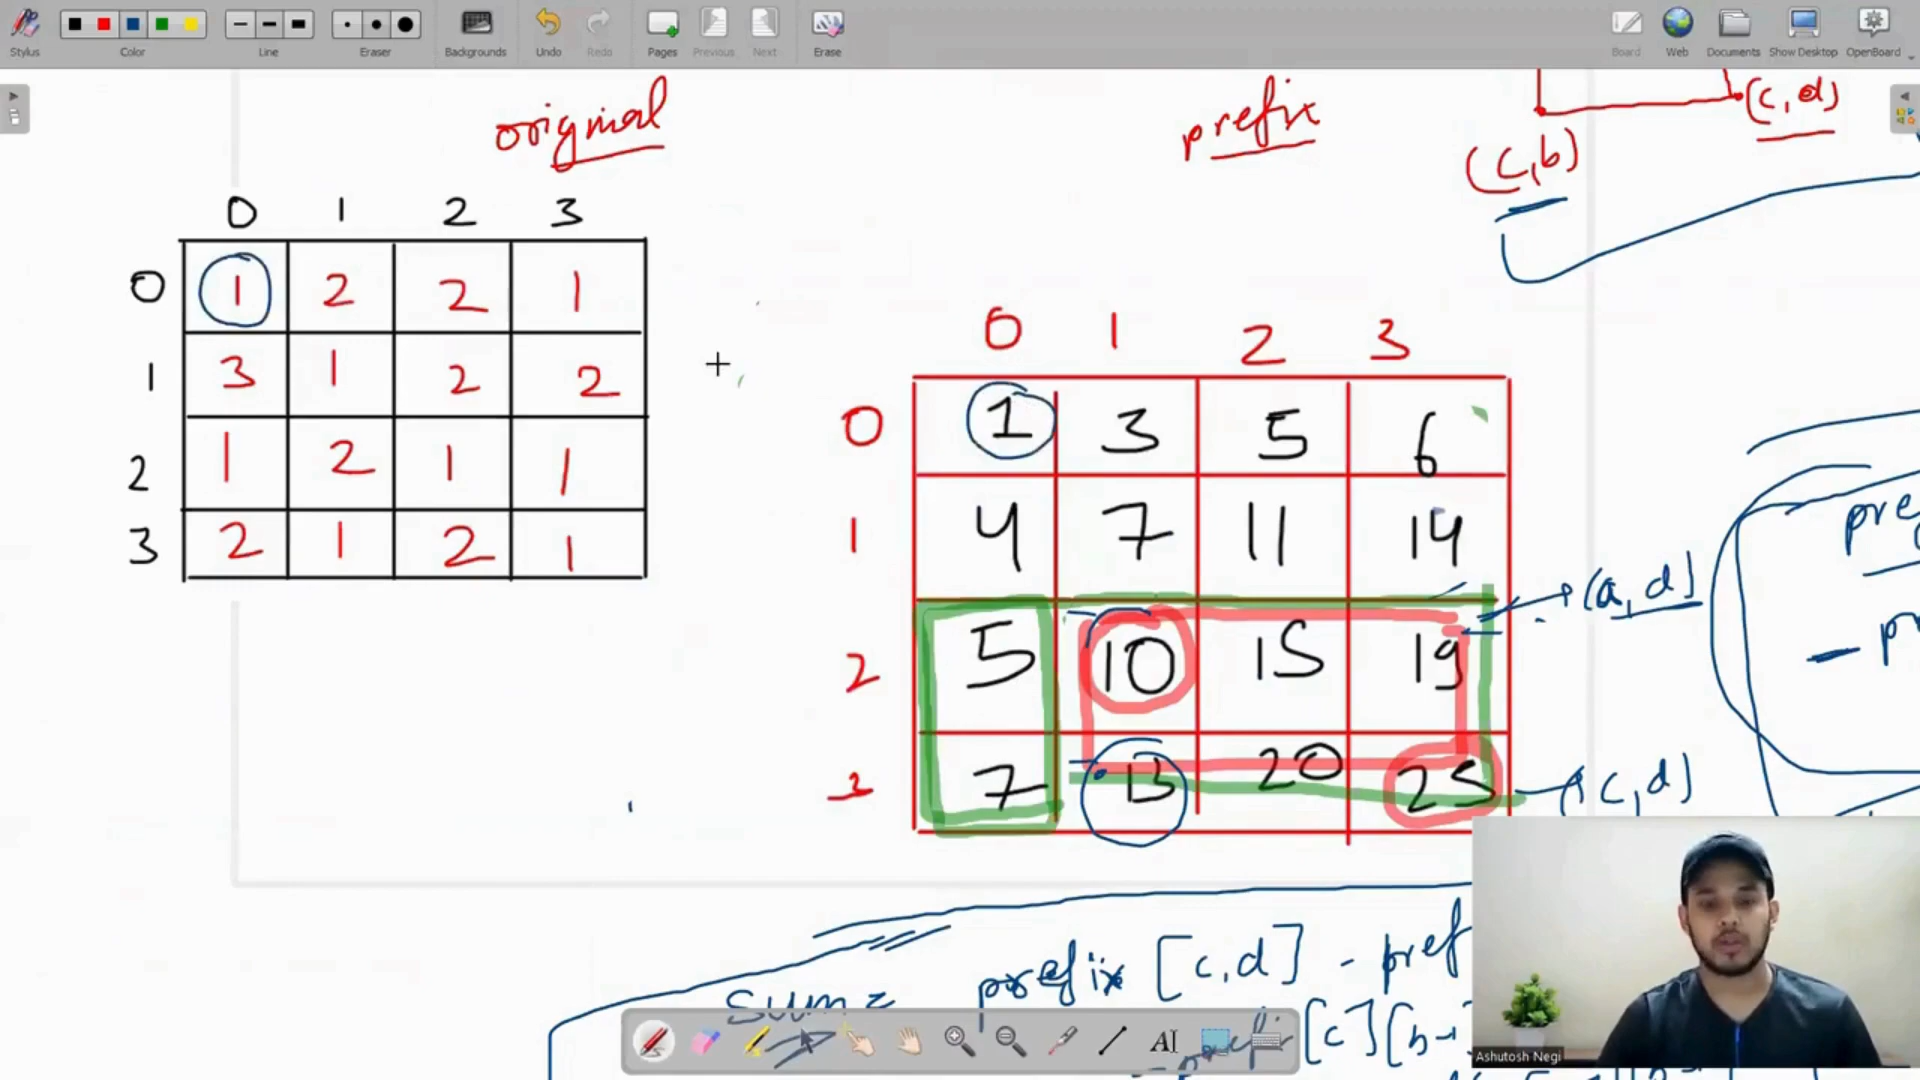 Stylus Color Line Eraser Backgrounds Undo Redo Pages Previous Next Erase Board Web Documents Show Desktop OpenBoard
original
prefix
(c,d)
(c,b)
0 1 2 3
0 1 2 2 1
1 3 1 2 2
2 1 2 1 1
3 2 1 2 1
0 1 2 3
0 1 3 5 6
1 4 7 11 14
2 5 10 15 19
3 7 13 20 25
(a,d)
(c,d)
pre
- pr
sum = prefix [c,d] - pref
- prefix [c][b-1
AI
Ashutosh Negi